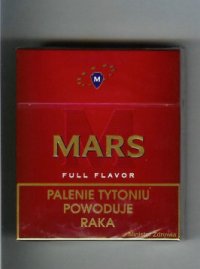 M
MARS
FULL FLAVOR
PALENIE TYTONIU
POWODUJE
RAKA
Minister Zdrowia